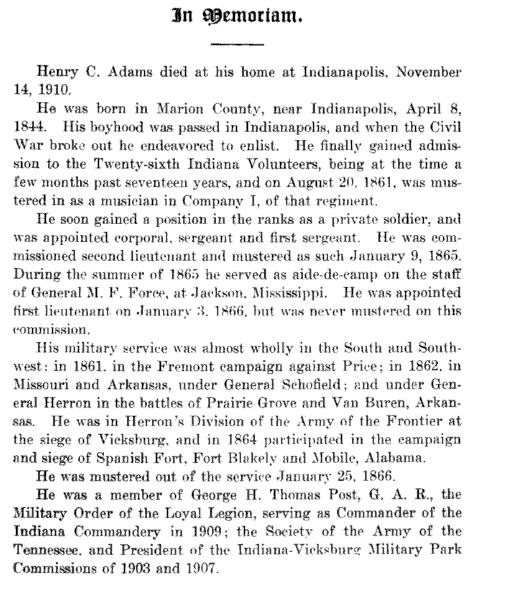 In Memoriam.
Henry C. Adams died at his home at Indianapolis, November
14, 1910.
He was born in Marion County, near Indianapolis, April 8,
1844. His boyhood was passed in Indianapolis, and when the Civil
War broke out he endeavored to enlist. He finally gained admis-
sion to the Twenty-sixth Indiana Volunteers, being at the time a
few months past seventeen years, and on August 20, 1861, was mus-
tered in as a musician in Company I, of that regiment.
He soon gained a position in the ranks as a private soldier, and
was appointed corporal, sergeant and first sergeant. He was com-
missioned second lieutenant and mustered as such January 9, 1865.
During the summer of 1865 he served as aide-de-camp on the staff
of General M. F. Force, at Jackson, Mississippi. He was appointed
first lieutenant on January 3, 1866, but was never mustered on this
commission.
His military service was almost wholly in the South and South-
west: in 1861, in the Fremont campaign against Price; in 1862, in
Missouri and Arkansas, under General Schofield; and under Gen-
eral Herron in the battles of Prairie Grove and Van Buren, Arkan-
sas. He was in Herron's Division of the Army of the Frontier at
the siege of Vicksburg, and in 1864 participated in the campaign
and siege of Spanish Fort, Fort Blakely and Mobile, Alabama.
He was mustered out of the service January 25, 1866.
He was a member of George H. Thomas Post, G. A. R., the
Military Order of the Loyal Legion, serving as Commander of the
Indiana Commandery in 1909; the Society of the Army of the
Tennessee, and President of the Indiana-Vicksburg Military Park
Commissions of 1903 and 1907.